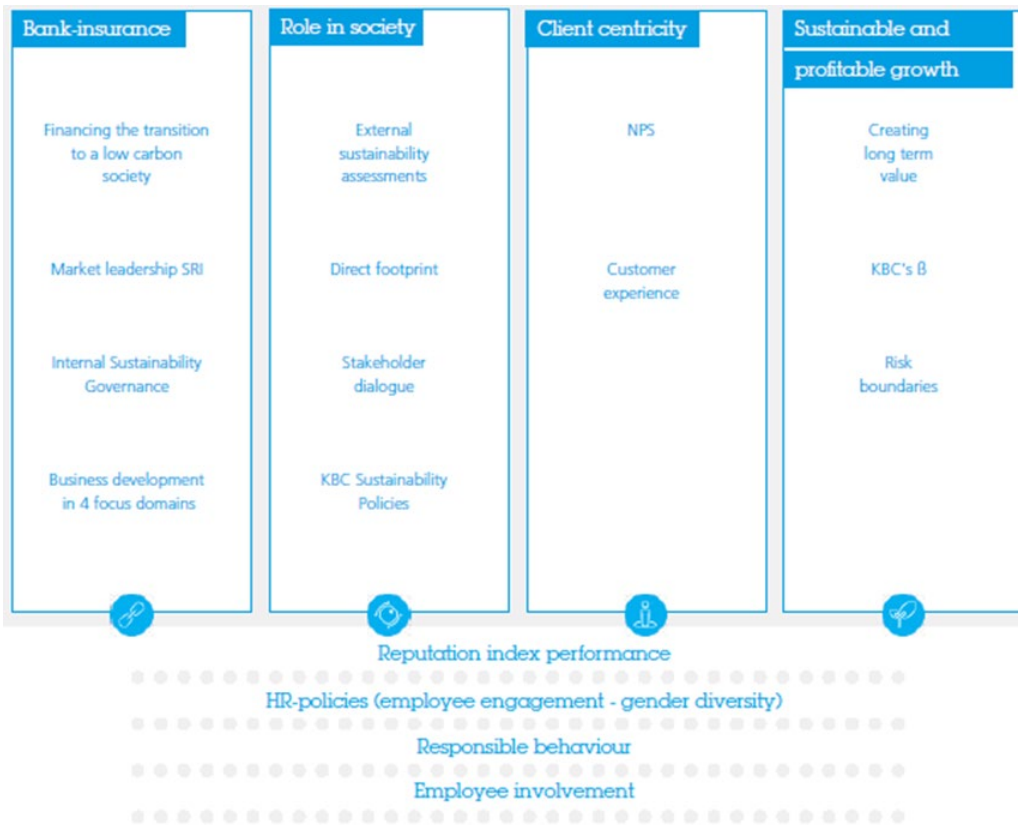 Bank-insurance
Financing the transition
to a low carbon
society
Market leadership SRI
Internal Sustainability
Governance
Business development
in 4 focus domains
Role in society
External
sustainability
assessments
Direct footprint
Stakeholder
dialogue
KBC Sustainability
Policies
Client centricity
NPS
Customer
experience
Sustainable and
profitable growth
Creating
long term
value
KBC's ß
Risk
boundaries
Reputation index performance
HR-policies (employee engagement - gender diversity)
Responsible behaviour
Employee involvement